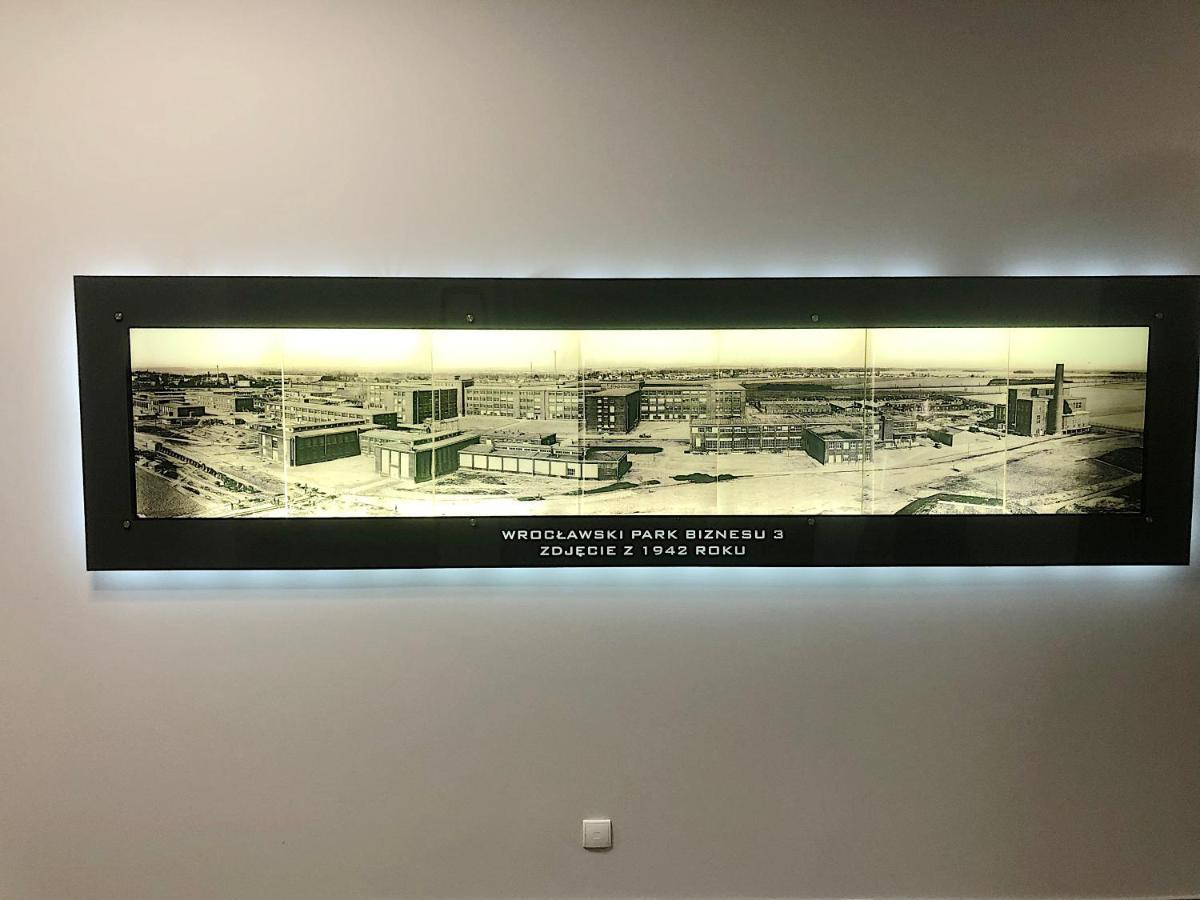 WROCŁAWSKI PARK BIZNESU 3
ZDJĘCIE Z 1942 ROKU